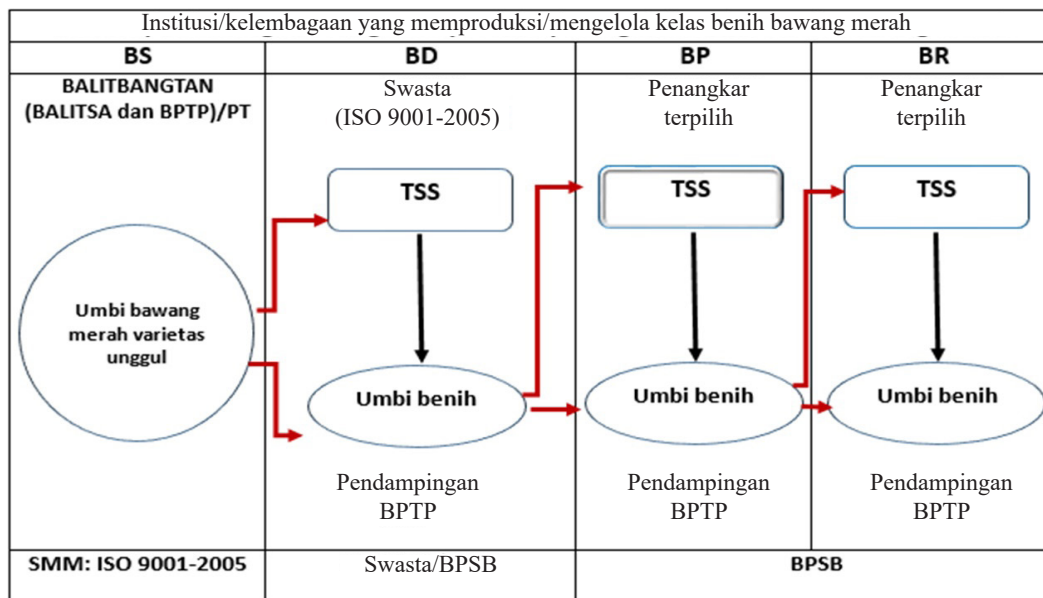 Institusi/kelembagaan yang memproduksi/mengelola kelas benih bawang merah
BS
BD
BP
BR
BALITBANGTAN
(BALITSA dan BPTP)/PT
Swasta
(ISO 9001-2005)
Penangkar
terpilih
Penangkar
terpilih
TSS
TSS
TSS
Umbi bawang
merah varietas
unggul
Umbi benih
Umbi benih
Umbi benih
Pendampingan
BPTP
Pendampingan
BPTP
Pendampingan
BPTP
SMM: ISO 9001-2005
Swasta/BPSB
BPSB